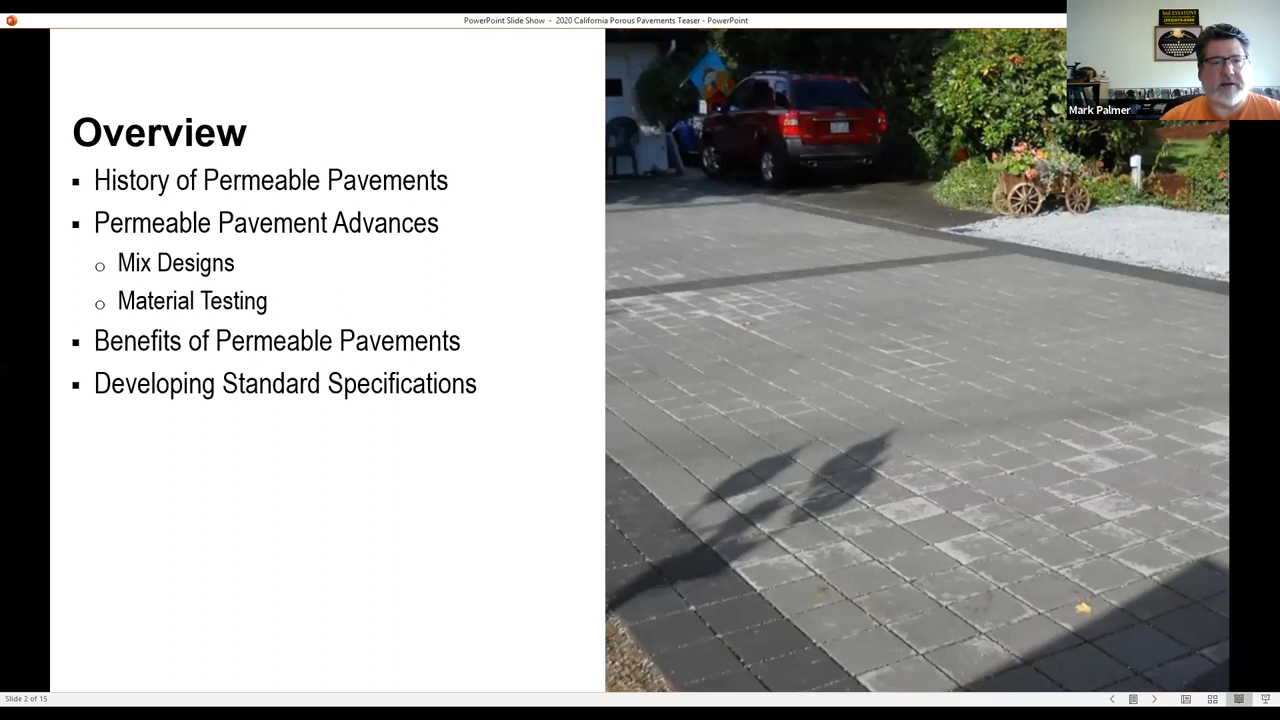 PowerPoint Slide Show - 2020 California Porous Pavements Teaser - PowerPoint
Mark Palmer
Overview
▪ History of Permeable Pavements
▪ Permeable Pavement Advances
o Mix Designs
o Material Testing
▪ Benefits of Permeable Pavements
▪ Developing Standard Specifications
Slide 2 of 15